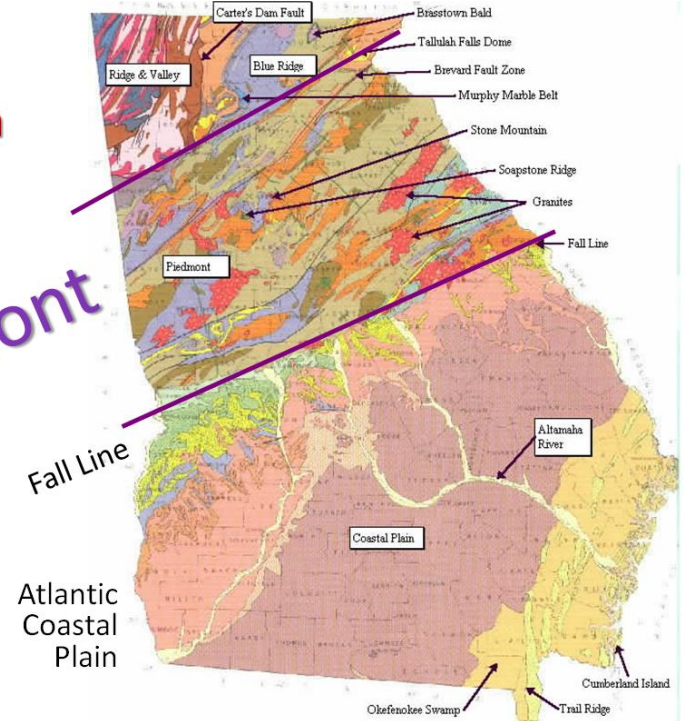 Carter's Dam Fault
Brasstown Bald
Tallulah Falls Dome
Blue Ridge
Ridge & Valley
Brevard Fault Zone
Murphy Marble Belt
Stone Mountain
Soapstone Ridge
Granites
Fall Line
Piedmont
ont
Fall Line
Altamaha
River
Coastal Plain
Atlantic
Coastal
Plain
Cumberland Island
Okefenokee Swamp
Trail Ridge